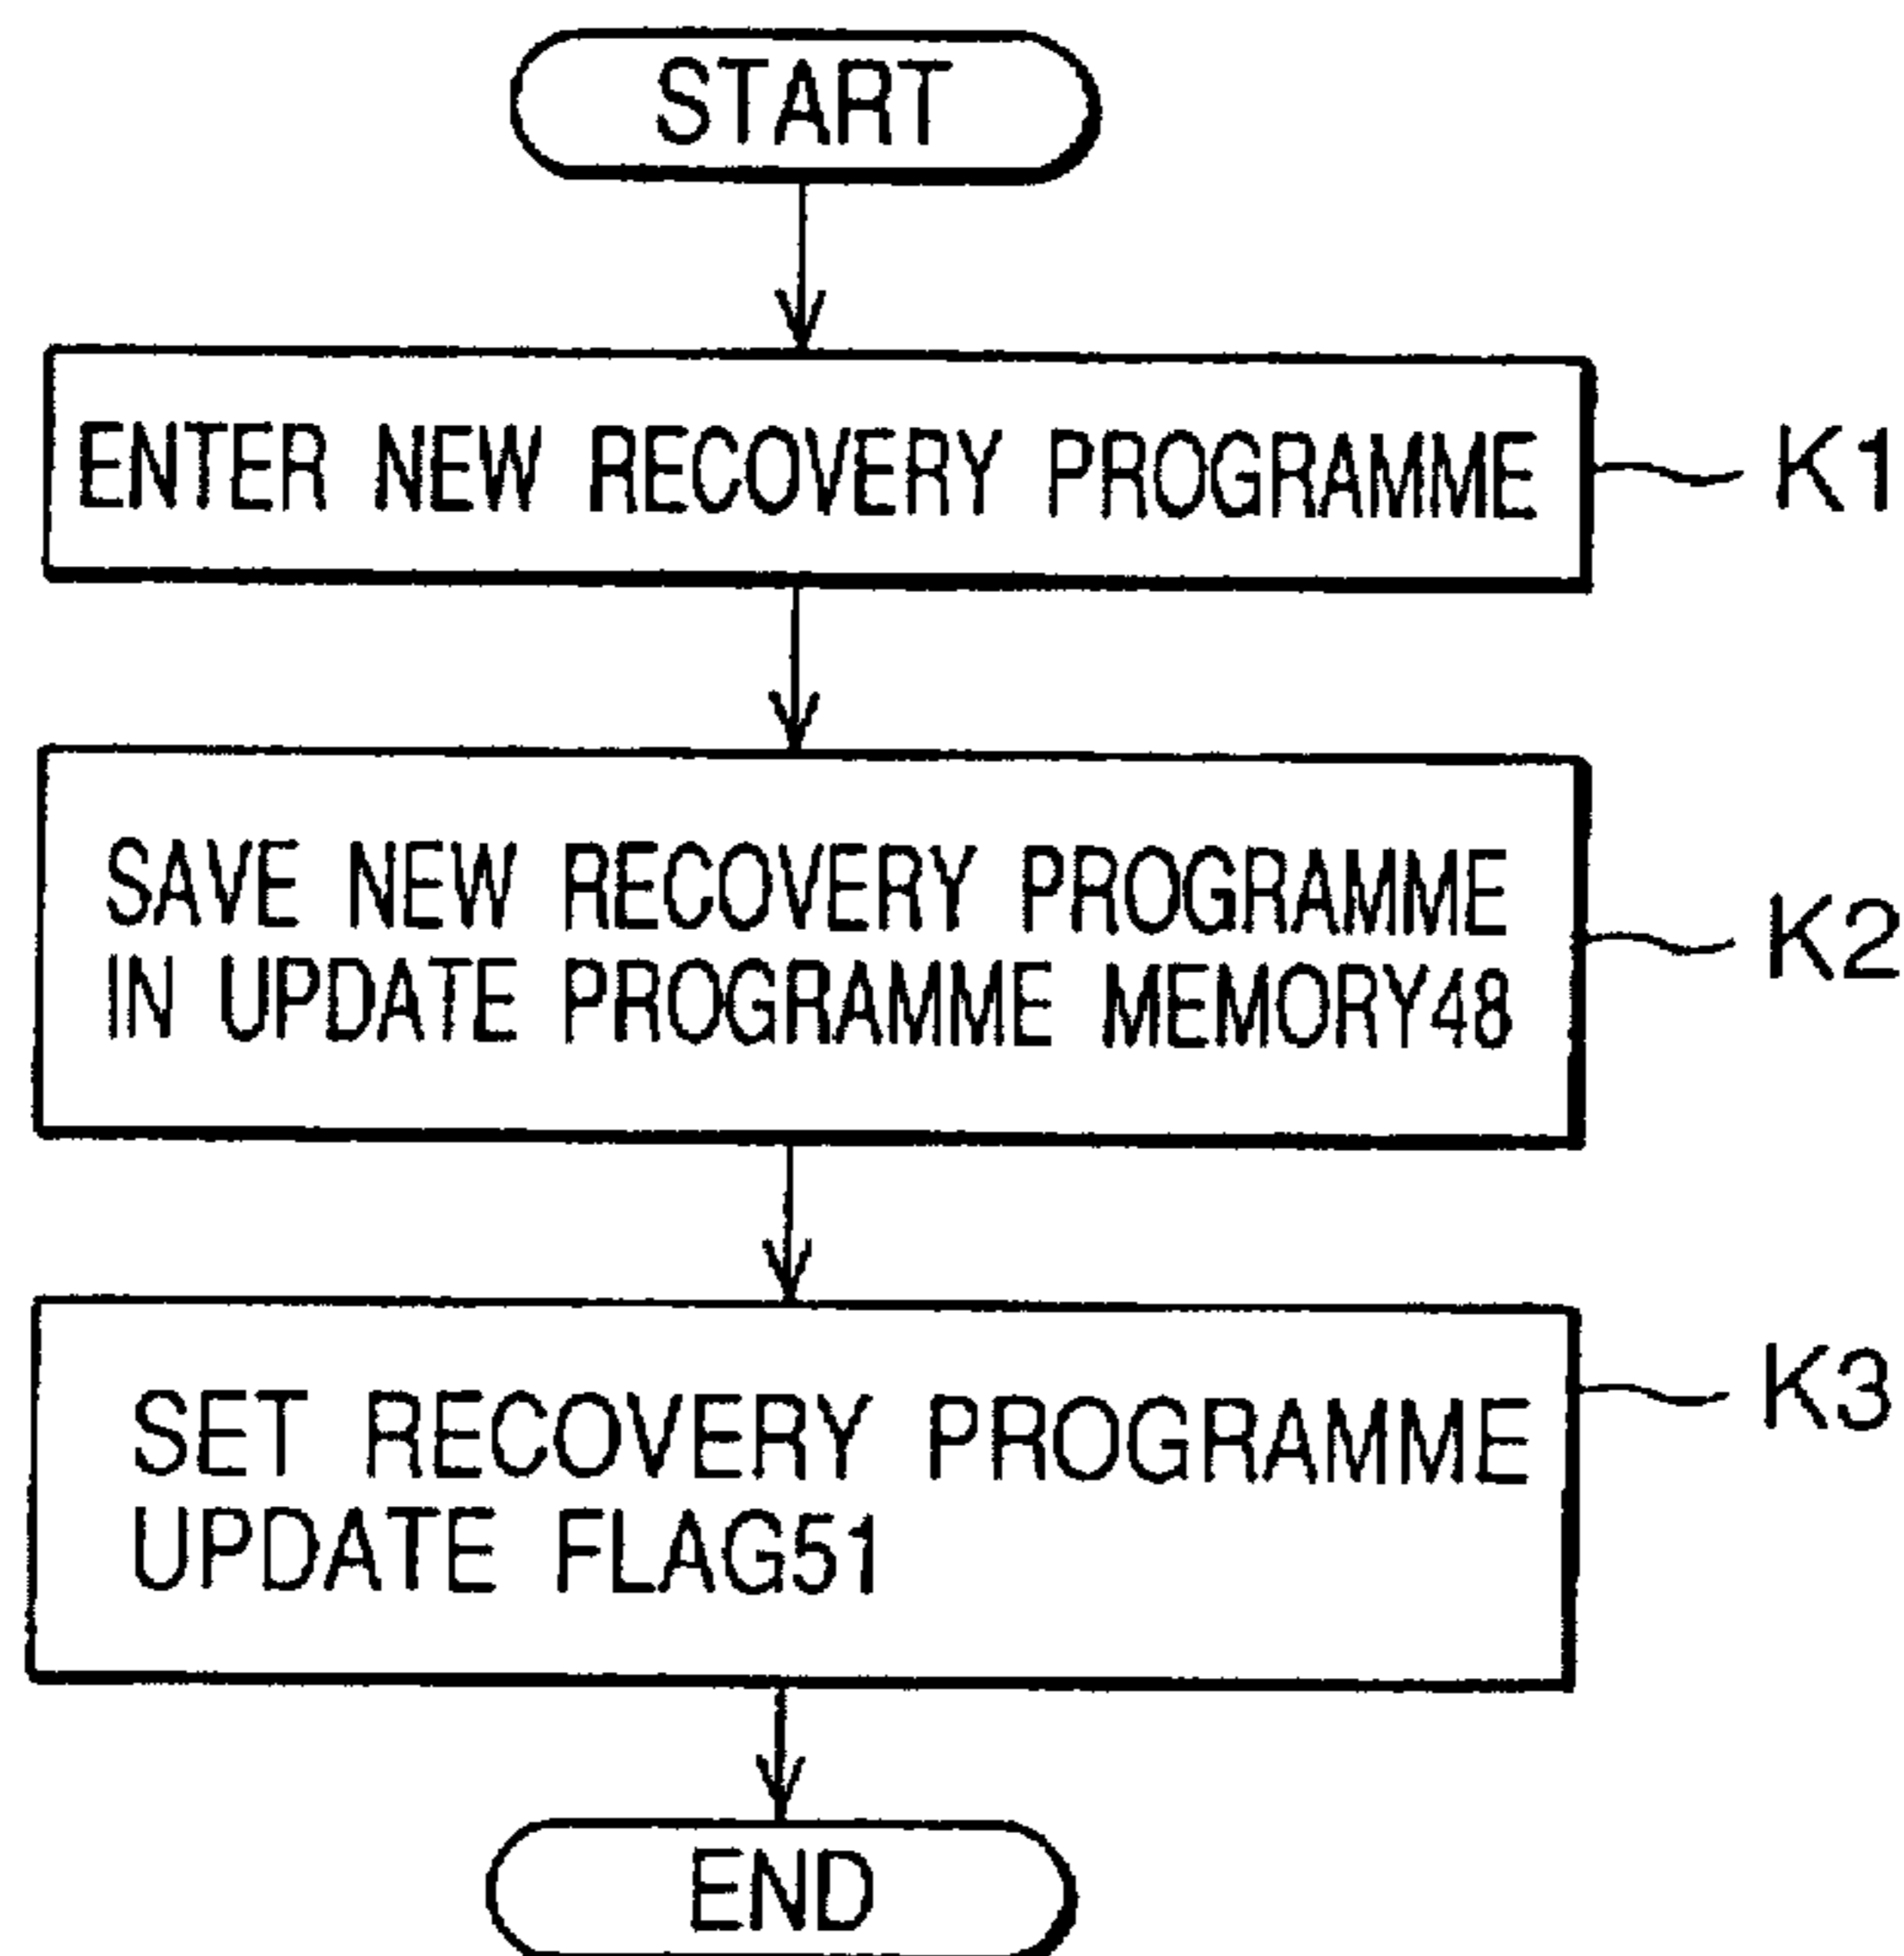 START
ENTER NEW RECOVERY PROGRAMME
K1
SAVE NEW RECOVERY PROGRAMME
IN UPDATE PROGRAMME MEMORY48
K2
SET RECOVERY PROGRAMME
UPDATE FLAG51
K3
END